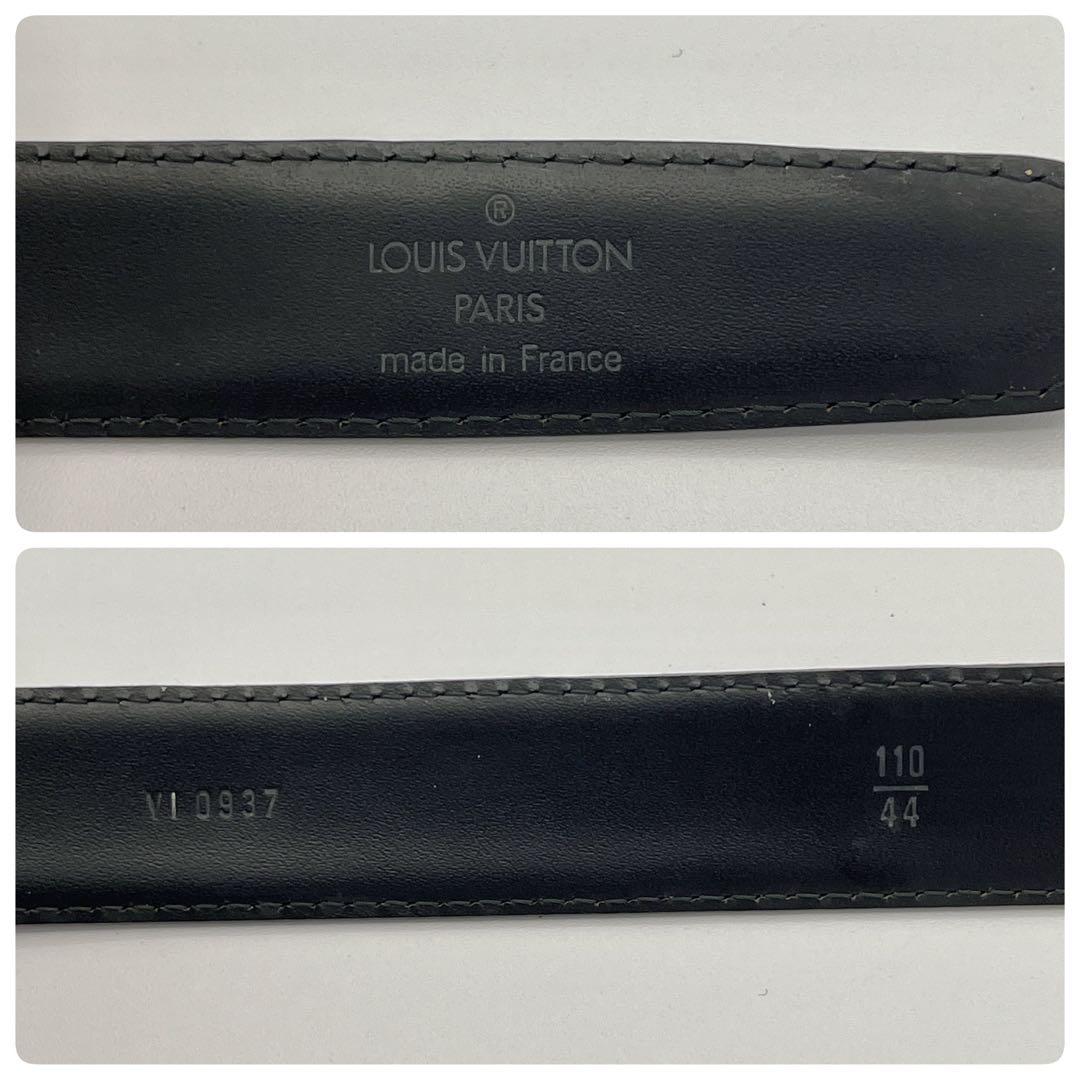 ®
LOUIS VUITTON
PARIS
made in France
VI 0937
110
44